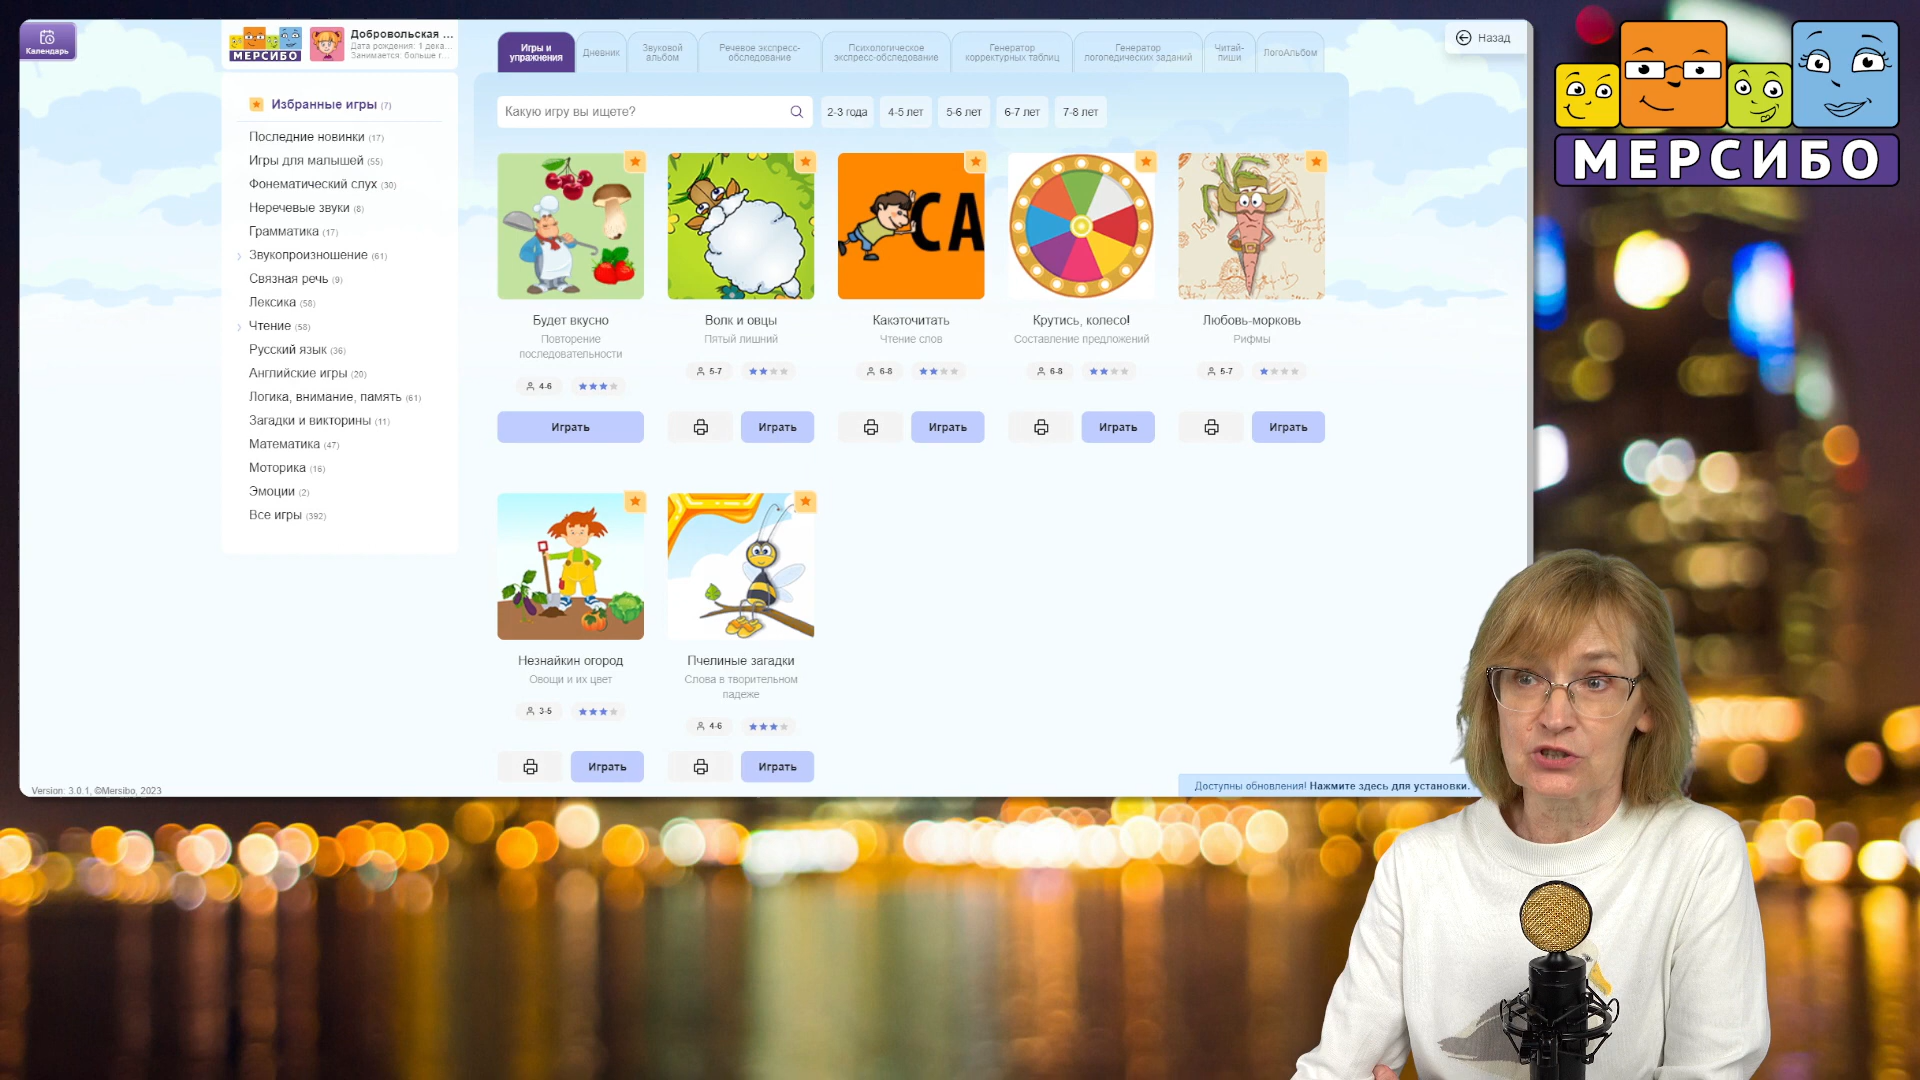 Календарь
МЕРСИБО
Добровольская ...
Дата рождения: 1 дека...
Занимается: больше г...
Игры и
упражнения
Дневник
Звуковой
альбом
Речевое экспресс-
обследование
Психологическое
экспресс-обследование
Генератор
корректурных таблиц
Генератор
логопедических заданий
Читай-
пиши
ЛогоАльбом
Назад
МЕРСИБО
Избранные игры (7)
Последние новинки (17)
Игры для малышей (55)
Фонематический слух (30)
Неречевые звуки (8)
Грамматика (17)
Звукопроизношение (61)
Связная речь (9)
Лексика (58)
Чтение (58)
Русский язык (36)
Английские игры (20)
Логика, внимание, память (61)
Загадки и викторины (11)
Математика (47)
Моторика (16)
Эмоции (2)
Все игры (392)
Какую игру вы ищете?
2-3 года
4-5 лет
5-6 лет
6-7 лет
7-8 лет
СА
Будет вкусно
Повторение
последовательности
4-6
Играть
Волк и овцы
Пятый лишний
5-7
Играть
Какэточитать
Чтение слов
6-8
Играть
Крутись, колесо!
Составление предложений
6-8
Играть
Любовь-морковь
Рифмы
5-7
Играть
Незнайкин огород
Овощи и их цвет
3-5
Играть
Пчелиные загадки
Слова в творительном
падеже
4-6
Играть
Version: 3.0.1, ©Mersibo, 2023
Доступны обновления! Нажмите здесь для установки.